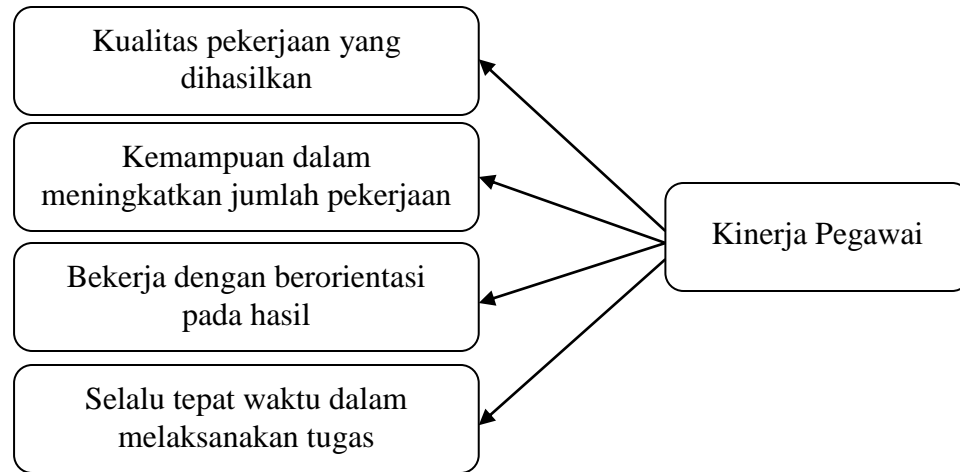 Kualitas pekerjaan yang
dihasilkan
Kemampuan dalam
meningkatkan jumlah pekerjaan
Bekerja dengan berorientasi
pada hasil
Selalu tepat waktu dalam
melaksanakan tugas
Kinerja Pegawai